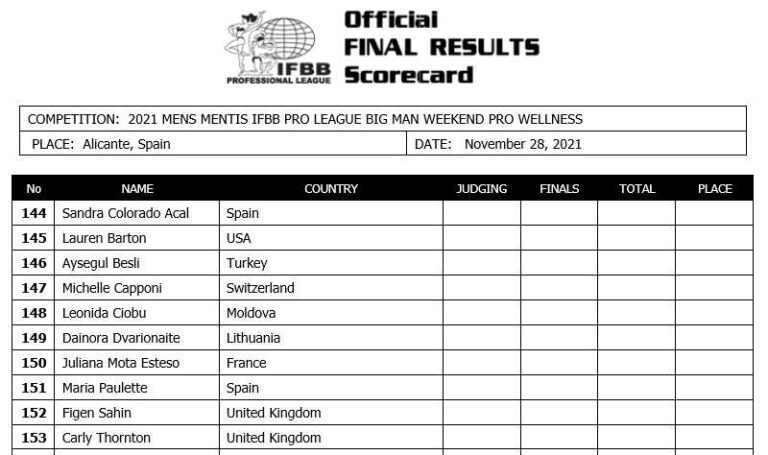 Official
FINAL RESULTS
Scorecard
IFBB
PROFESSIONAL LEAGUE
COMPETITION: 2021 MENS MENTIS IFBB PRO LEAGUE BIG MAN WEEKEND PRO WELLNESS
PLACE: Alicante, Spain DATE: November 28, 2021
No NAME COUNTRY JUDGING FINALS TOTAL PLACE
144 Sandra Colorado Acal Spain
145 Lauren Barton USA
146 Aysegul Besli Turkey
147 Michelle Capponi Switzerland
148 Leonida Ciobu Moldova
149 Dainora Dvarionaite Lithuania
150 Juliana Mota Esteso France
151 Maria Paulette Spain
152 Figen Sahin United Kingdom
153 Carly Thornton United Kingdom